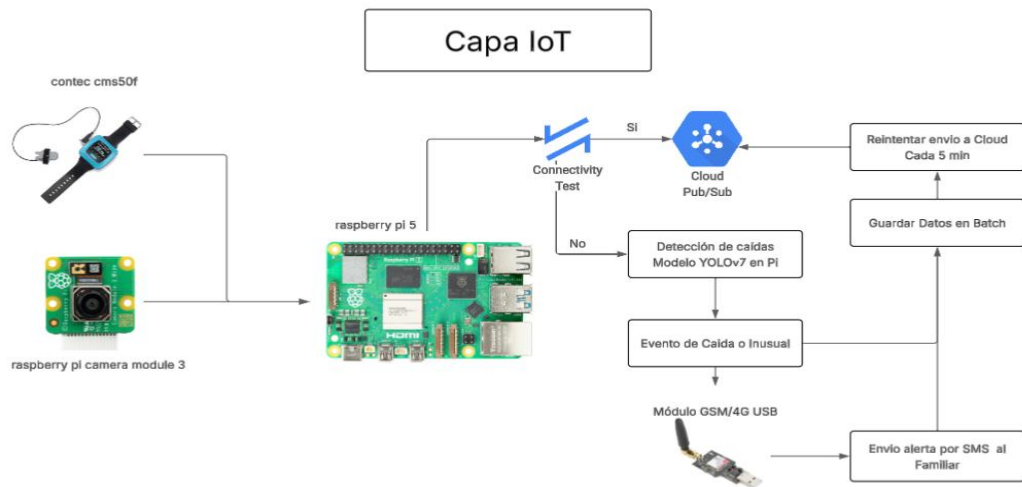 Capa IoT
contec cms50f
Si
Reintentar envio a Cloud
Cada 5 min
Connectivity
Test
Cloud
Pub/Sub
raspberry pi 5
Guardar Datos en Batch
No
Detección de caídas
Modelo YOLOv7 en Pi
HDMI
Evento de Caida o Inusual
raspberry pi camera module 3
Módulo GSM/4G USB
Envio alerta por SMS al
Familiar